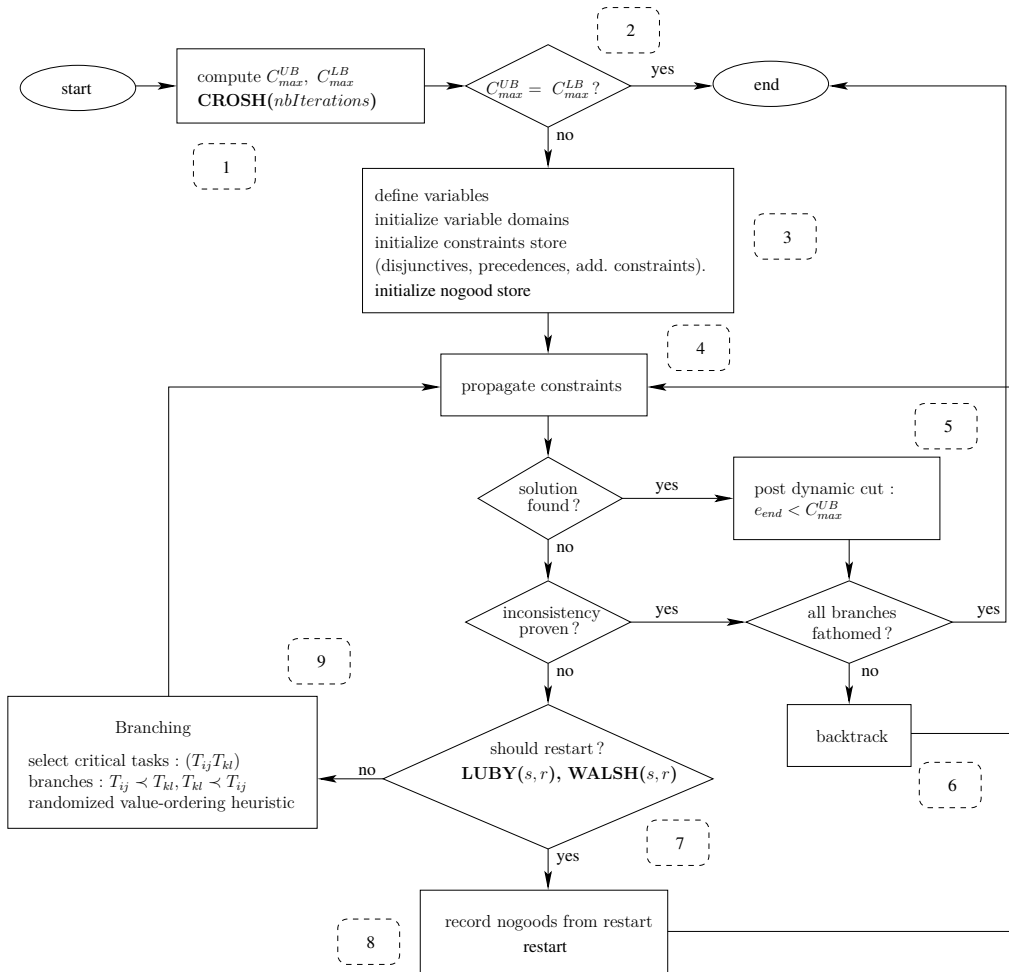 2
start
compute $C_{max}^{UB}$, $C_{max}^{LB}$
CROSH(nbIterations)
$C_{max}^{UB} = C_{max}^{LB}$ ?
yes
end
no
1
define variables
initialize variable domains
initialize constraints store
(disjunctives, precedences, add. constraints).
initialize nogood store
3
4
propagate constraints
5
solution
found ?
yes
post dynamic cut :
$e_{end} < C_{max}^{UB}$
no
inconsistency
proven ?
yes
all branches
fathomed ?
yes
no
no
9
Branching
select critical tasks : $(T_{ij} T_{kl})$
branches : $T_{ij} \prec T_{kl}, T_{kl} \prec T_{ij}$
randomized value-ordering heuristic
no
should restart ?
LUBY(s, r), WALSH(s, r)
backtrack
6
7
yes
8
record nogoods from restart
restart